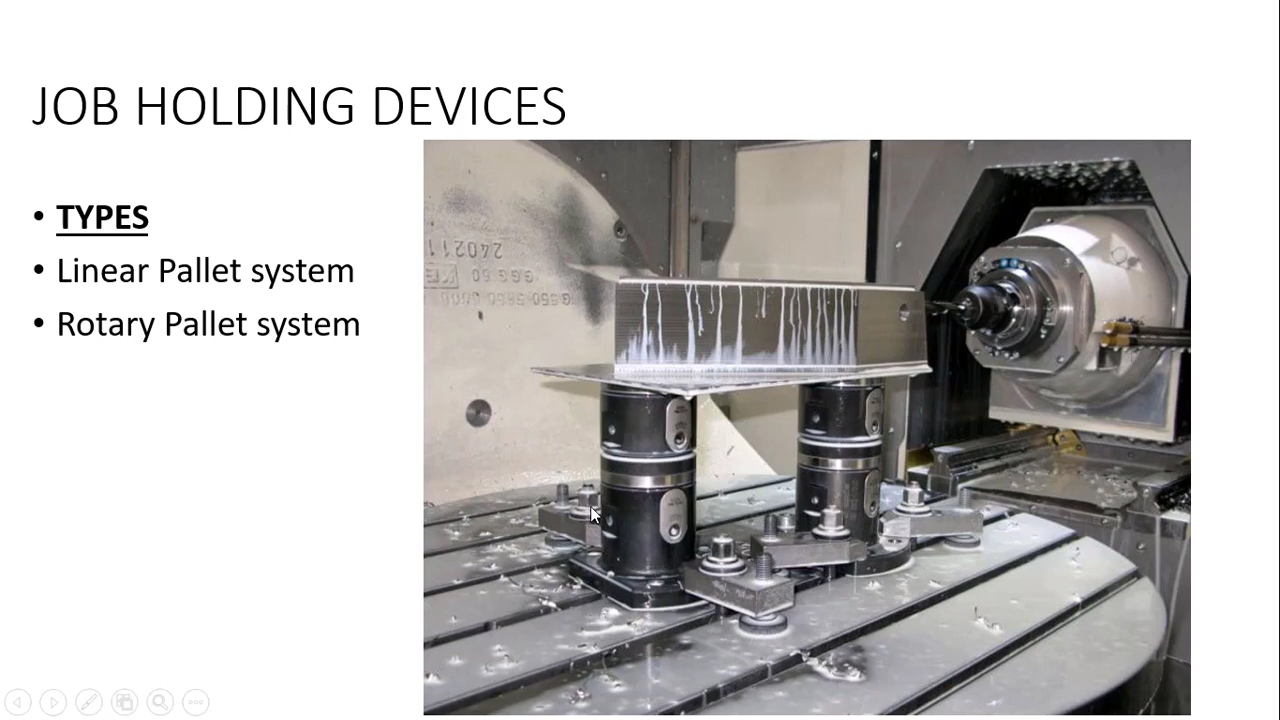 JOB HOLDING DEVICES
• TYPES
• Linear Pallet system
• Rotary Pallet system